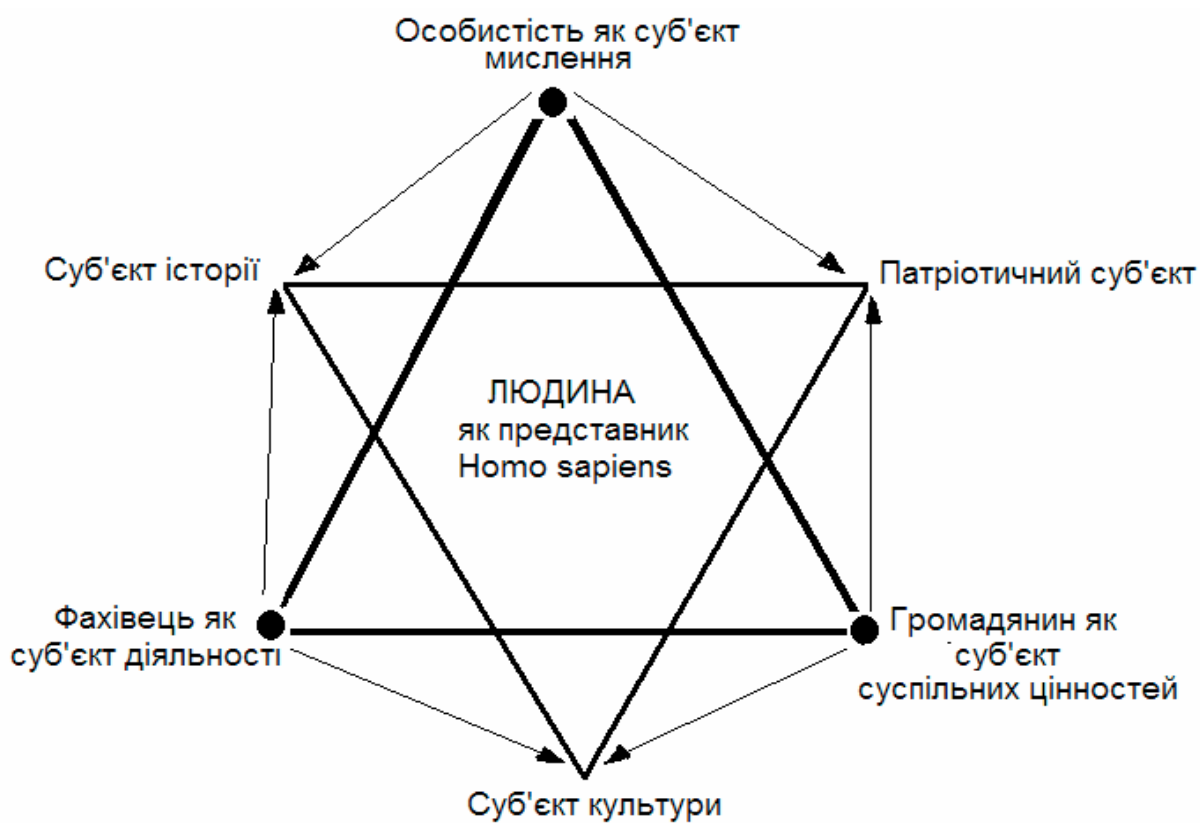 Особистість як суб'єкт
мислення
Суб'єкт історії
Патріотичний суб'єкт
ЛЮДИНА
як представник
Homo sapiens
Фахівець як
суб'єкт діяльності
Громадянин як
суб'єкт
суспільних цінностей
Суб'єкт культури